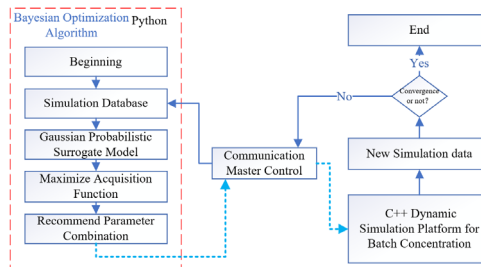 Bayesian Optimization Python
Algorithm
Beginning
Simulation Database
Gaussian Probabilistic
Surrogate Model
Maximize Acquisition
Function
Recommend Parameter
Combination
Communication
Master Control
End
Yes
Convergence
or not?
No
New Simulation data
C++ Dynamic
Simulation Platform for
Batch Concentration